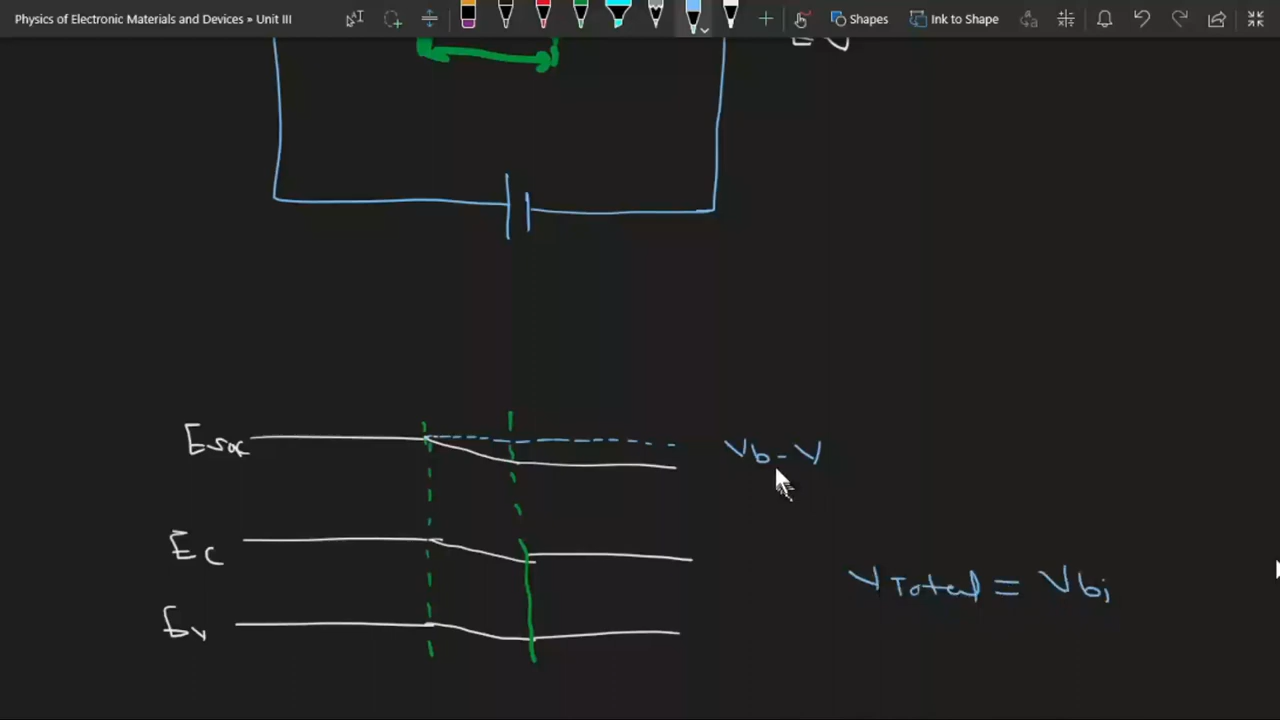 Physics of Electronic Materials and Devices » Unit III
Shapes
Ink to Shape
Evac
Vb - V
Ec
VTotal = Vbi
Ev